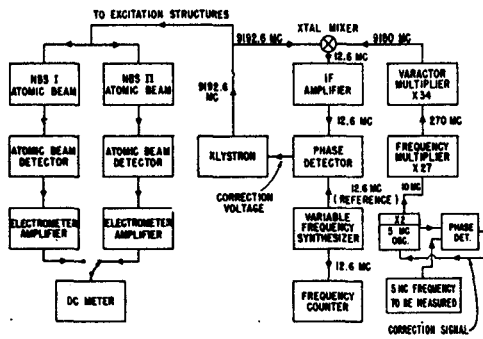 TO EXCITATION STRUCTURES
9192.6 MC
XTAL MIXER
9180 MC
12.6 MC
NBS I
ATOMIC BEAM
NBS II
ATOMIC BEAM
9192.6
MC
IF
AMPLIFIER
VARACTOR
MULTIPLIER
X34
12.6 MC
270 MC
ATOMIC BEAM
DETECTOR
ATOMIC BEAM
DETECTOR
KLYSTRON
PHASE
DETECTOR
FREQUENCY
MULTIPLIER
X27
CORRECTION
VOLTAGE
12.6 MC
(REFERENCE)
10 MC
ELECTROMETER
AMPLIFIER
ELECTROMETER
AMPLIFIER
VARIABLE
FREQUENCY
SYNTHESIZER
X2
5 MC
OSC.
PHASE
DET.
12.6 MC
DC METER
FREQUENCY
COUNTER
5 MC FREQUENCY
TO BE MEASURED
CORRECTION SIGNAL